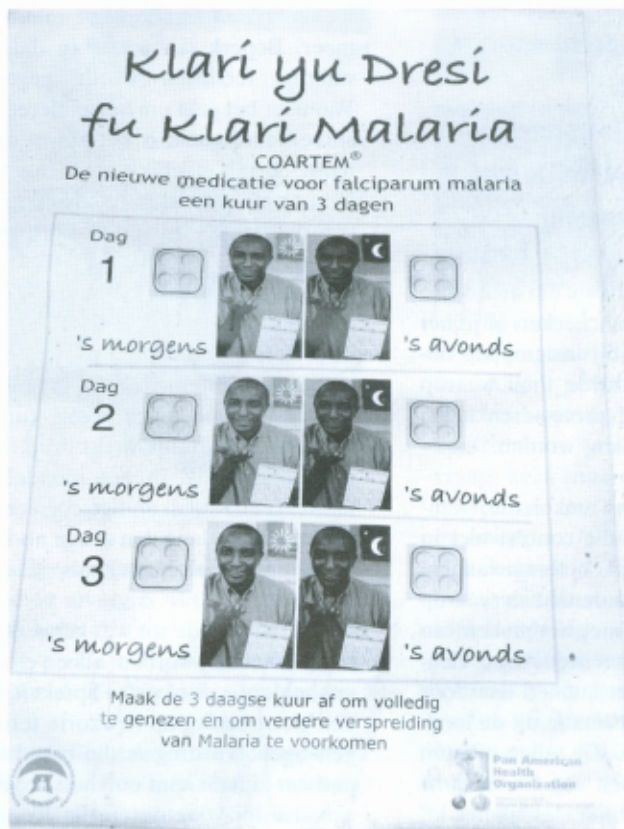 Klari yu Dresi
fu Klari Malaria
COARTEM®
De nieuwe medicatie voor falciparum malaria
een kuur van 3 dagen
Dag
1
's morgens
's avonds
Dag
2
's morgens
's avonds
Dag
3
's morgens
's avonds
Maak de 3 daagse kuur af om volledig
te genezen en om verdere verspreiding
van Malaria te voorkomen
Pan American
Health
Organization